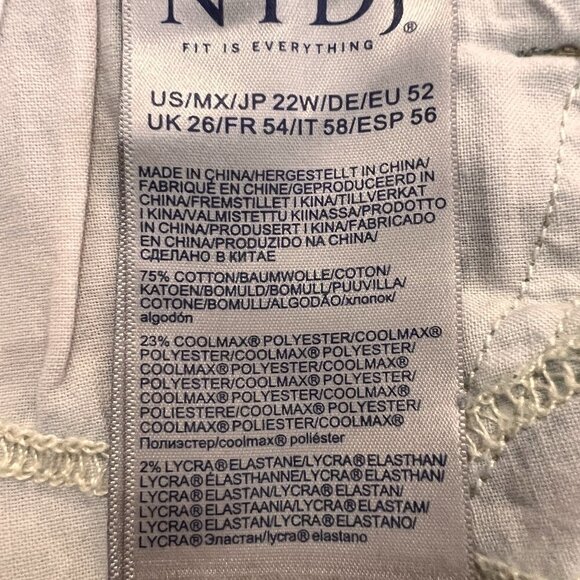 NYDJ®
FIT IS EVERYTHING
US/MX/JP 22W/DE/EU 52
UK 26/FR 54/IT 58/ESP 56
MADE IN CHINA/HERGESTELLT IN CHINA/
FABRIQUÉ EN CHINE/GEPRODUCEERD IN
CHINA/FREMSTILLET I KINA/TILLVERKAT
I KINA/VALMISTETTU KIINASSA/PRODOTTO
IN CHINA/PRODUSERT I KINA/FABRICADO
EN CHINA/PRODUZIDO NA CHINA/
СДЕЛАНО В КИТАЕ
75% COTTON/BAUMWOLLE/COTON/
KATOEN/BOMULD/BOMULL/PUUVILLA/
COTONE/BOMULL/ALGODÃO/хлопок/
algodón
23% COOLMAX® POLYESTER/COOLMAX®
POLYESTER/COOLMAX® POLYESTER/
COOLMAX® POLYESTER/COOLMAX®
POLYESTER/COOLMAX® POLYESTER/
COOLMAX® POLYESTER/COOLMAX®
POLIESTERE/COOLMAX® POLYESTER/
COOLMAX® POLIESTER/COOLMAX®
Полиэстер/coolmax® poliéster
2% LYCRA® ELASTANE/LYCRA® ELASTHAN/
LYCRA® ÉLASTHANNE/LYCRA® ELASTHAN/
LYCRA® ELASTAN/LYCRA® ELASTAN/
LYCRA® ELASTAANIA/LYCRA® ELASTAM/
LYCRA® ELASTAN/LYCRA® ELASTANO/
LYCRA® Эластан/lycra® elastano